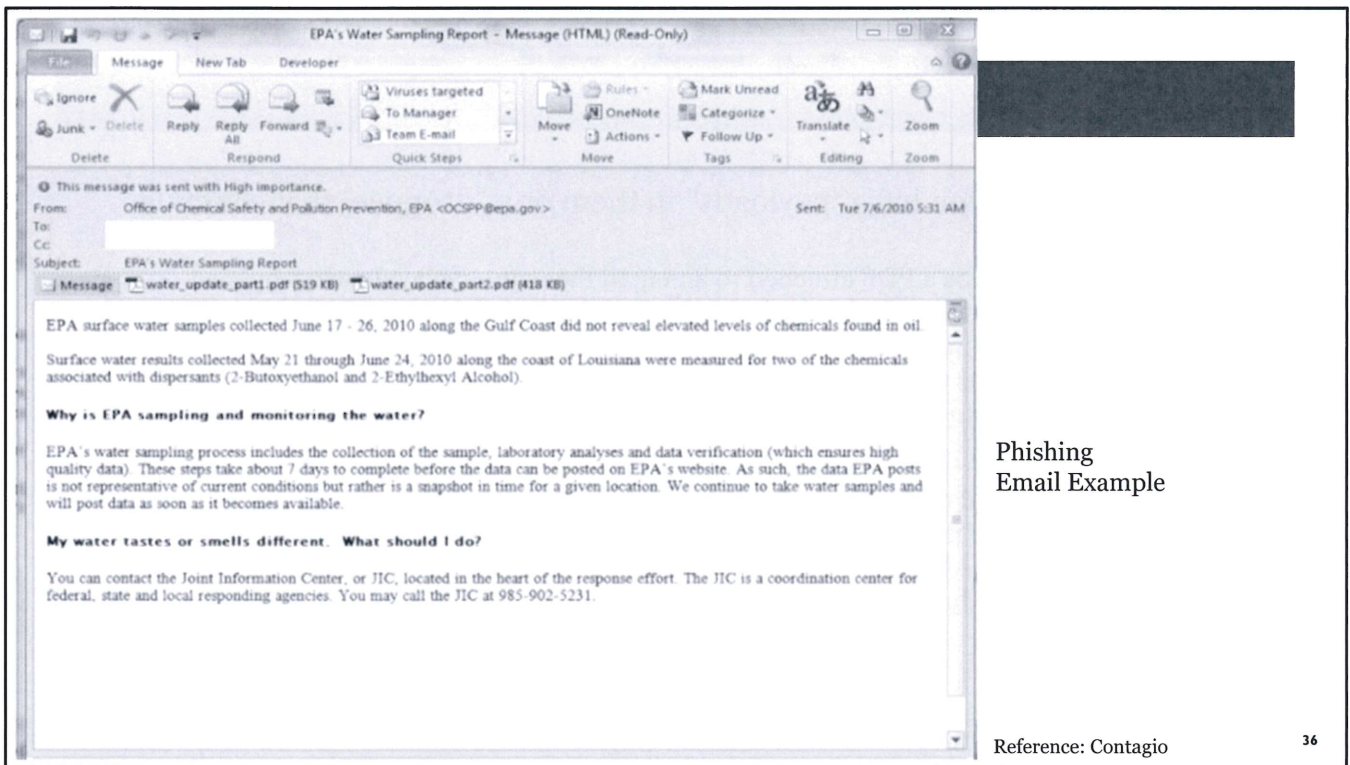 EPA's Water Sampling Report - Message (HTML) (Read-Only)
File Message New Tab Developer
Ignore
Junk Delete
Reply Reply All Forward
Viruses targeted
To Manager
Team E-mail
Move
Rules
OneNote
Actions
Mark Unread
Categorize
Follow Up
Translate
Zoom
Delete Respond Quick Steps Move Tags Editing Zoom
This message was sent with High importance.
From: Office of Chemical Safety and Pollution Prevention, EPA <OCSPP@epa.gov> Sent: Tue 7/6/2010 5:31 AM
To:
Cc:
Subject: EPA's Water Sampling Report
Message water_update_part1.pdf (519 KB) water_update_part2.pdf (418 KB)
EPA surface water samples collected June 17 - 26, 2010 along the Gulf Coast did not reveal elevated levels of chemicals found in oil.
Surface water results collected May 21 through June 24, 2010 along the coast of Louisiana were measured for two of the chemicals
associated with dispersants (2-Butoxyethanol and 2-Ethylhexyl Alcohol).
Why is EPA sampling and monitoring the water?
EPA's water sampling process includes the collection of the sample, laboratory analyses and data verification (which ensures high
quality data). These steps take about 7 days to complete before the data can be posted on EPA's website. As such, the data EPA posts
is not representative of current conditions but rather is a snapshot in time for a given location. We continue to take water samples and
will post data as soon as it becomes available.
My water tastes or smells different. What should I do?
You can contact the Joint Information Center, or JIC, located in the heart of the response effort. The JIC is a coordination center for
federal, state and local responding agencies. You may call the JIC at 985-902-5231.
Phishing
Email Example
Reference: Contagio
36